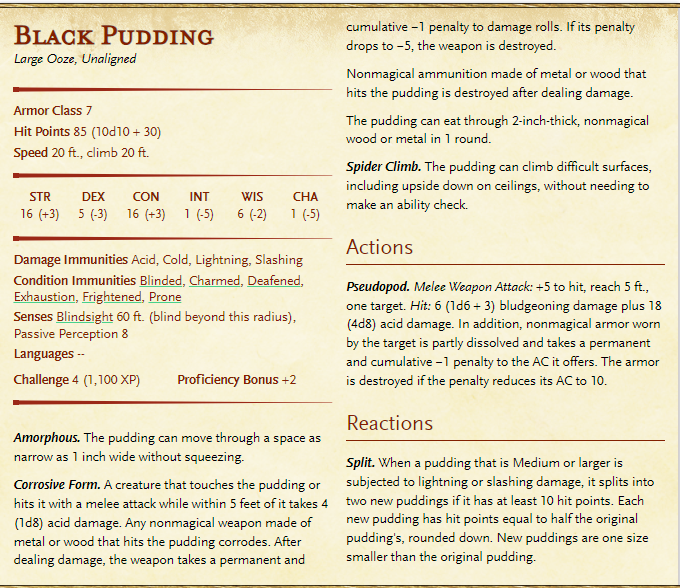 Black Pudding
Large Ooze, Unaligned
Armor Class 7
Hit Points 85 (10d10 + 30)
Speed 20 ft., climb 20 ft.
STR DEX CON INT WIS CHA
16 (+3) 5 (-3) 16 (+3) 1 (-5) 6 (-2) 1 (-5)
Damage Immunities Acid, Cold, Lightning, Slashing
Condition Immunities Blinded, Charmed, Deafened,
Exhaustion, Frightened, Prone
Senses Blindsight 60 ft. (blind beyond this radius),
Passive Perception 8
Languages --
Challenge 4 (1,100 XP) Proficiency Bonus +2
Amorphous. The pudding can move through a space as
narrow as 1 inch wide without squeezing.
Corrosive Form. A creature that touches the pudding or
hits it with a melee attack while within 5 feet of it takes 4
(1d8) acid damage. Any nonmagical weapon made of
metal or wood that hits the pudding corrodes. After
dealing damage, the weapon takes a permanent and
cumulative −1 penalty to damage rolls. If its penalty
drops to −5, the weapon is destroyed.
Nonmagical ammunition made of metal or wood that
hits the pudding is destroyed after dealing damage.
The pudding can eat through 2-inch-thick, nonmagical
wood or metal in 1 round.
Spider Climb. The pudding can climb difficult surfaces,
including upside down on ceilings, without needing to
make an ability check.
Actions
Pseudopod. Melee Weapon Attack: +5 to hit, reach 5 ft.,
one target. Hit: 6 (1d6 + 3) bludgeoning damage plus 18
(4d8) acid damage. In addition, nonmagical armor worn
by the target is partly dissolved and takes a permanent
and cumulative −1 penalty to the AC it offers. The armor
is destroyed if the penalty reduces its AC to 10.
Reactions
Split. When a pudding that is Medium or larger is
subjected to lightning or slashing damage, it splits into
two new puddings if it has at least 10 hit points. Each
new pudding has hit points equal to half the original
pudding's, rounded down. New puddings are one size
smaller than the original pudding.